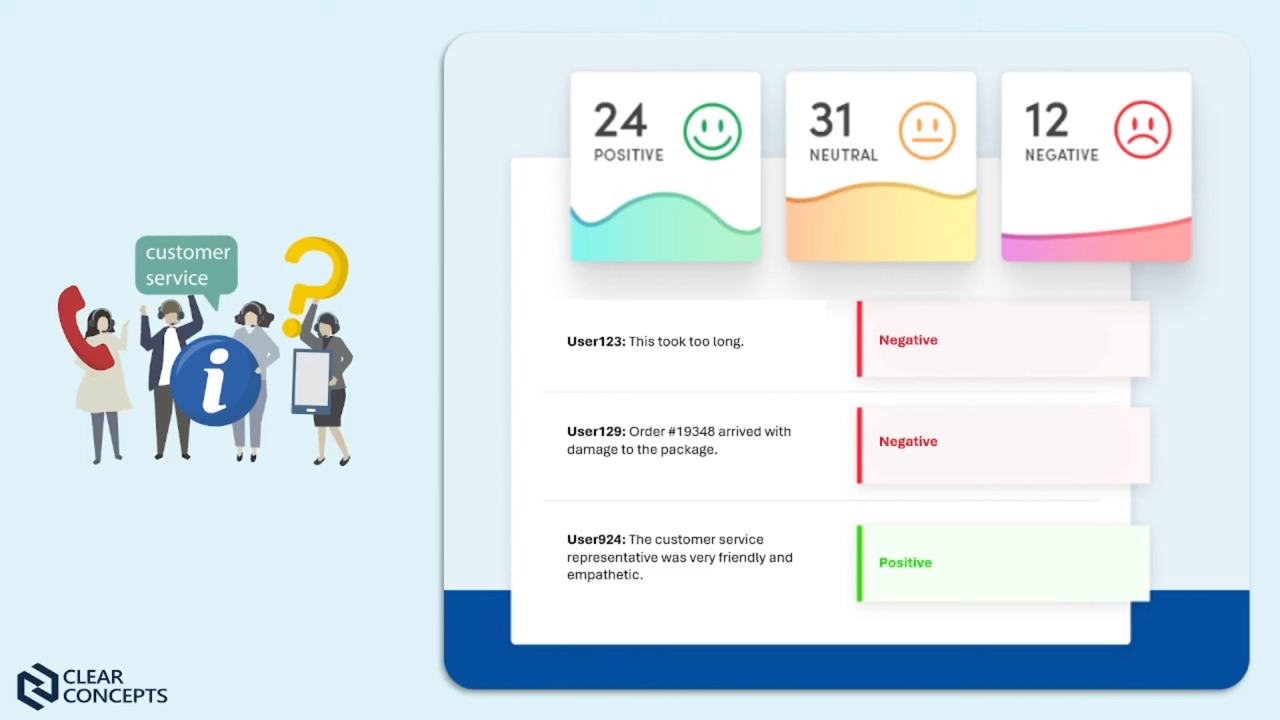 customer
service
24
POSITIVE
31
NEUTRAL
12
NEGATIVE
User123: This took too long.
Negative
User129: Order #19348 arrived with
damage to the package.
Negative
User924: The customer service
representative was very friendly and
empathetic.
Positive
i
CLEAR
CONCEPTS